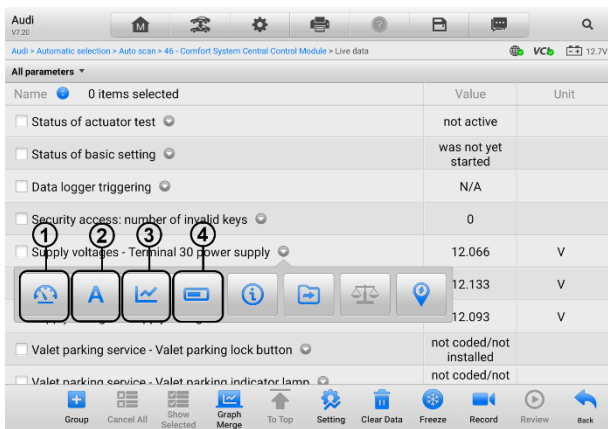 Audi
V7.20
M
?
VCI
12.7V
Audi > Automatic selection > Auto scan > 46 - Comfort System Central Control Module > Live data
All parameters
Name 0 items selected Value Unit
Status of actuator test not active
Status of basic setting was not yet
started
Data logger triggering N/A
Security access: number of invalid keys 0
1 2 3 4
Supply voltages - Terminal 30 power supply 12.066 V
A
i
12.133 V
12.093 V
Valet parking service - Valet parking lock button not coded/not
installed
Valet parking service - Valet parking indicator lamp not coded/not
Group Cancel All Show
Selected Graph
Merge To Top Setting Clear Data Freeze Record Review Back